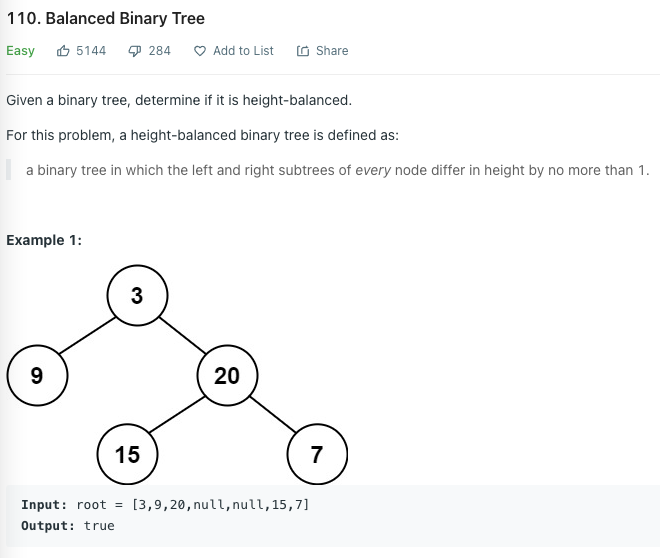 110. Balanced Binary Tree
Easy 5144 284 Add to List Share
Given a binary tree, determine if it is height-balanced.
For this problem, a height-balanced binary tree is defined as:
a binary tree in which the left and right subtrees of every node differ in height by no more than 1.
Example 1:
3
9 20
15 7
Input: root = [3,9,20,null,null,15,7]
Output: true